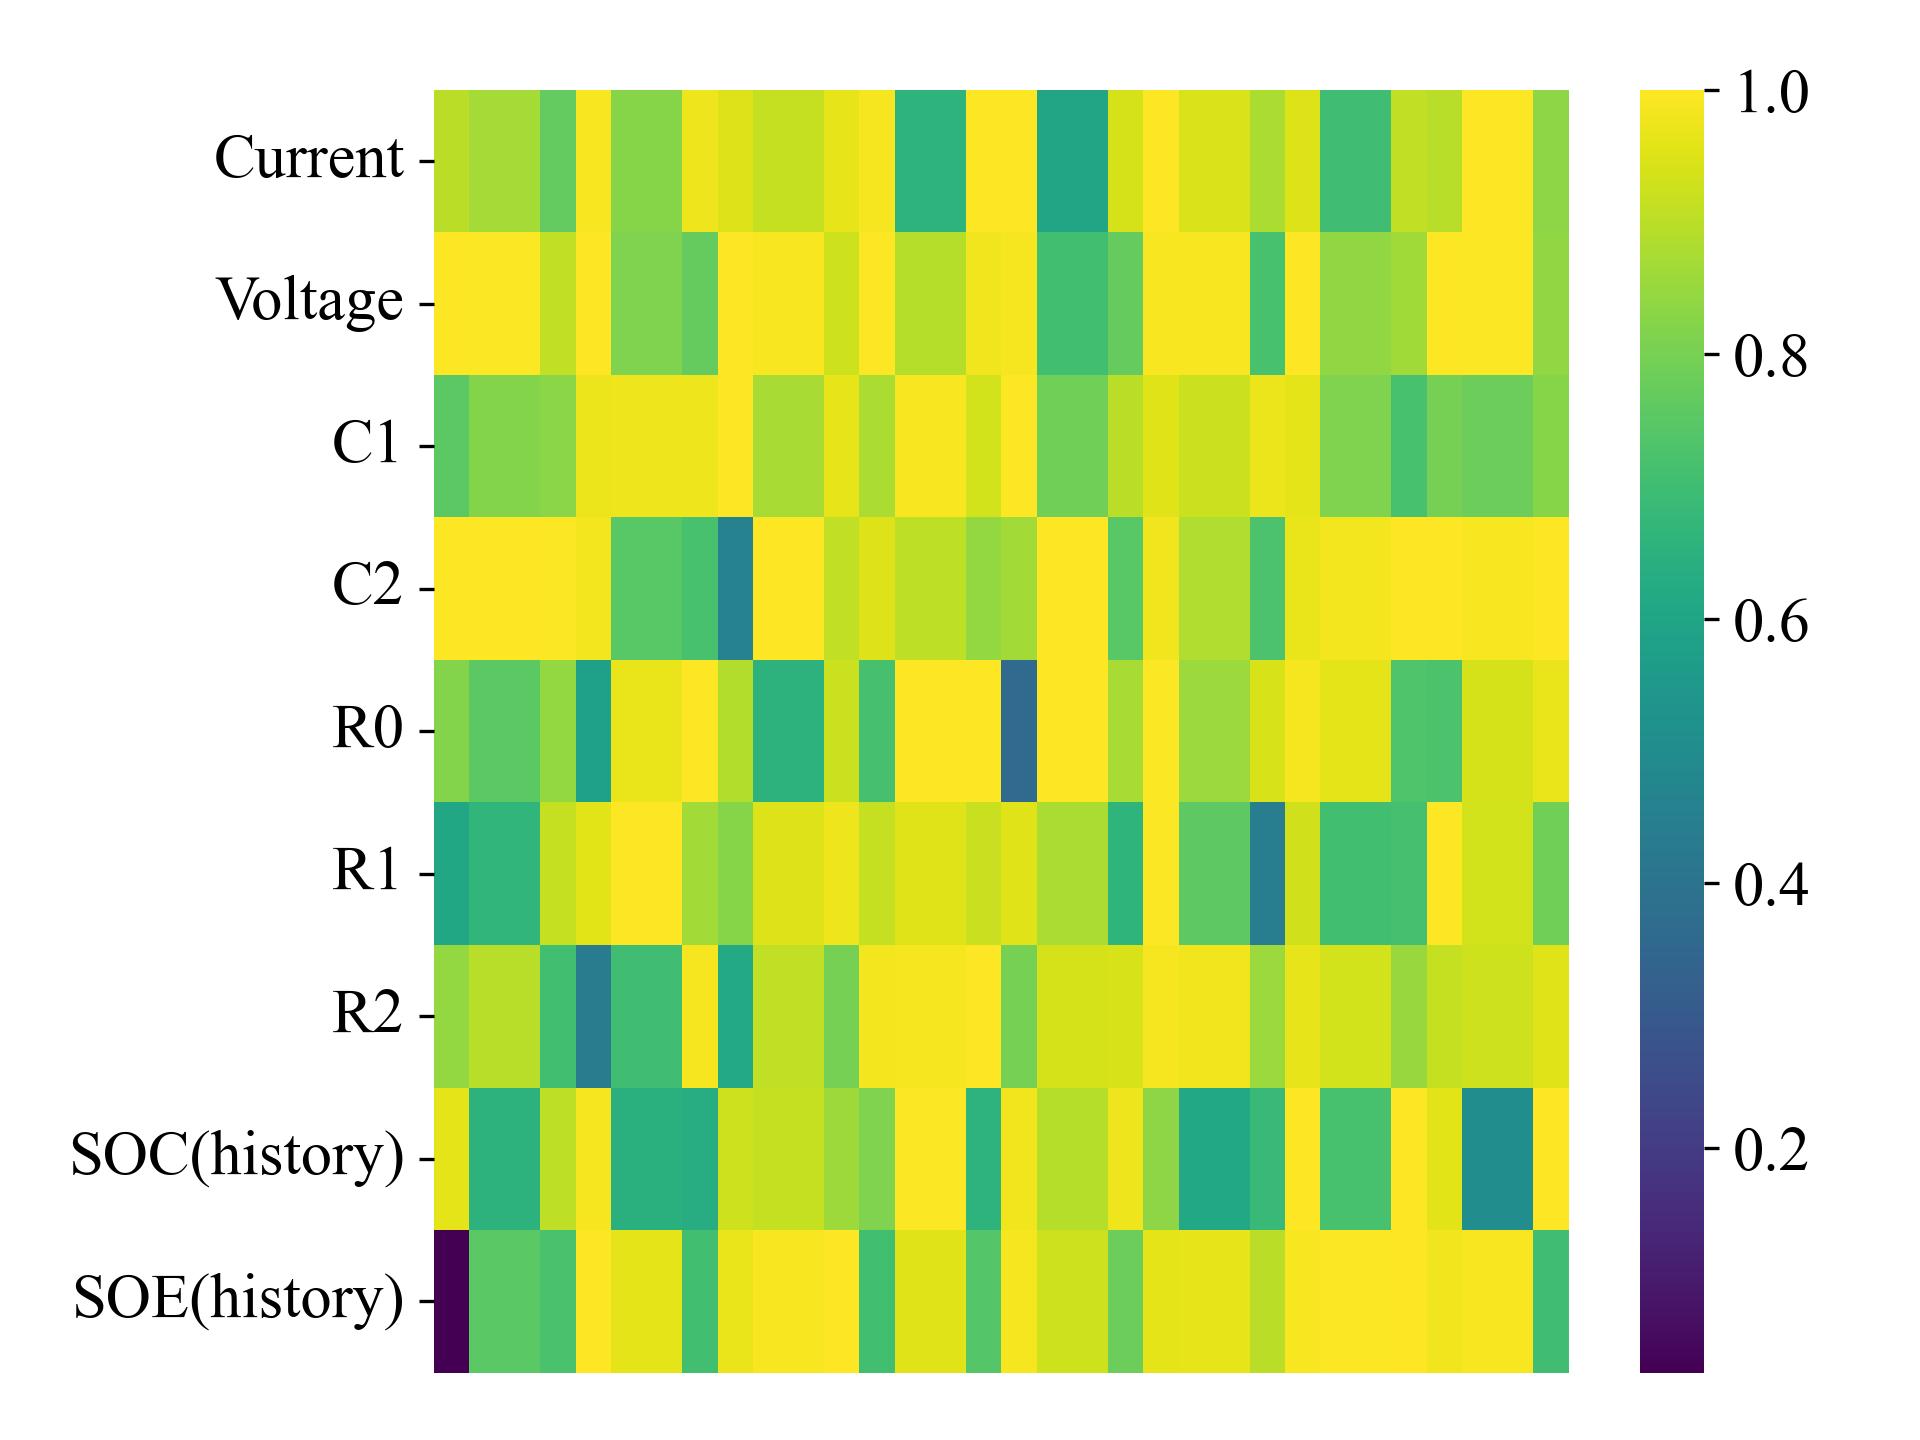 Current
Voltage
C1
C2
R0
R1
R2
SOC(history)
SOE(history)
1.0
0.8
0.6
0.4
0.2